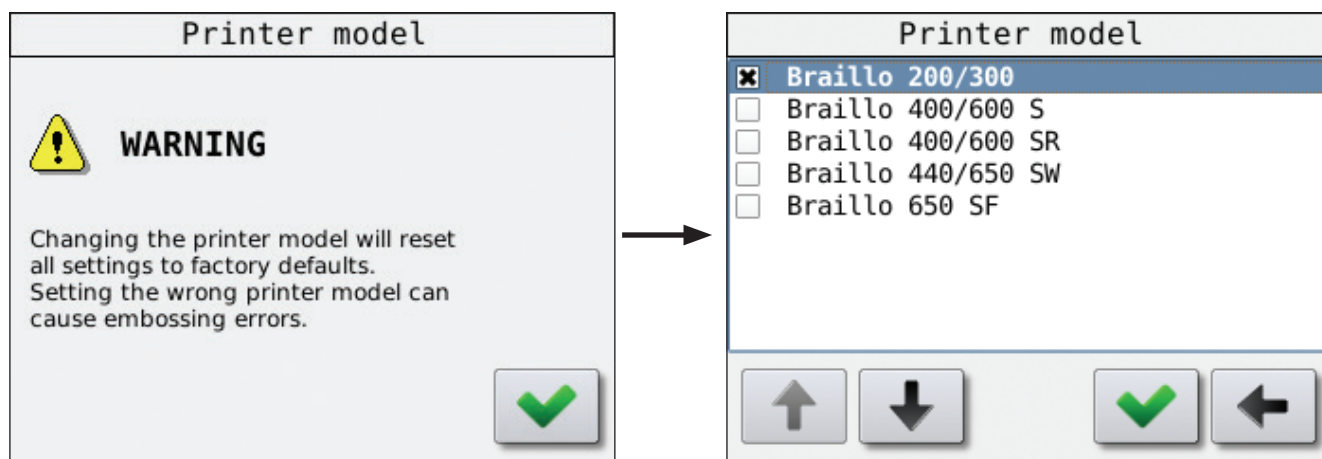 Printer model
WARNING
Changing the printer model will reset
all settings to factory defaults.
Setting the wrong printer model can
cause embossing errors.
Printer model
Braillo 200/300
Braillo 400/600 S
Braillo 400/600 SR
Braillo 440/650 SW
Braillo 650 SF